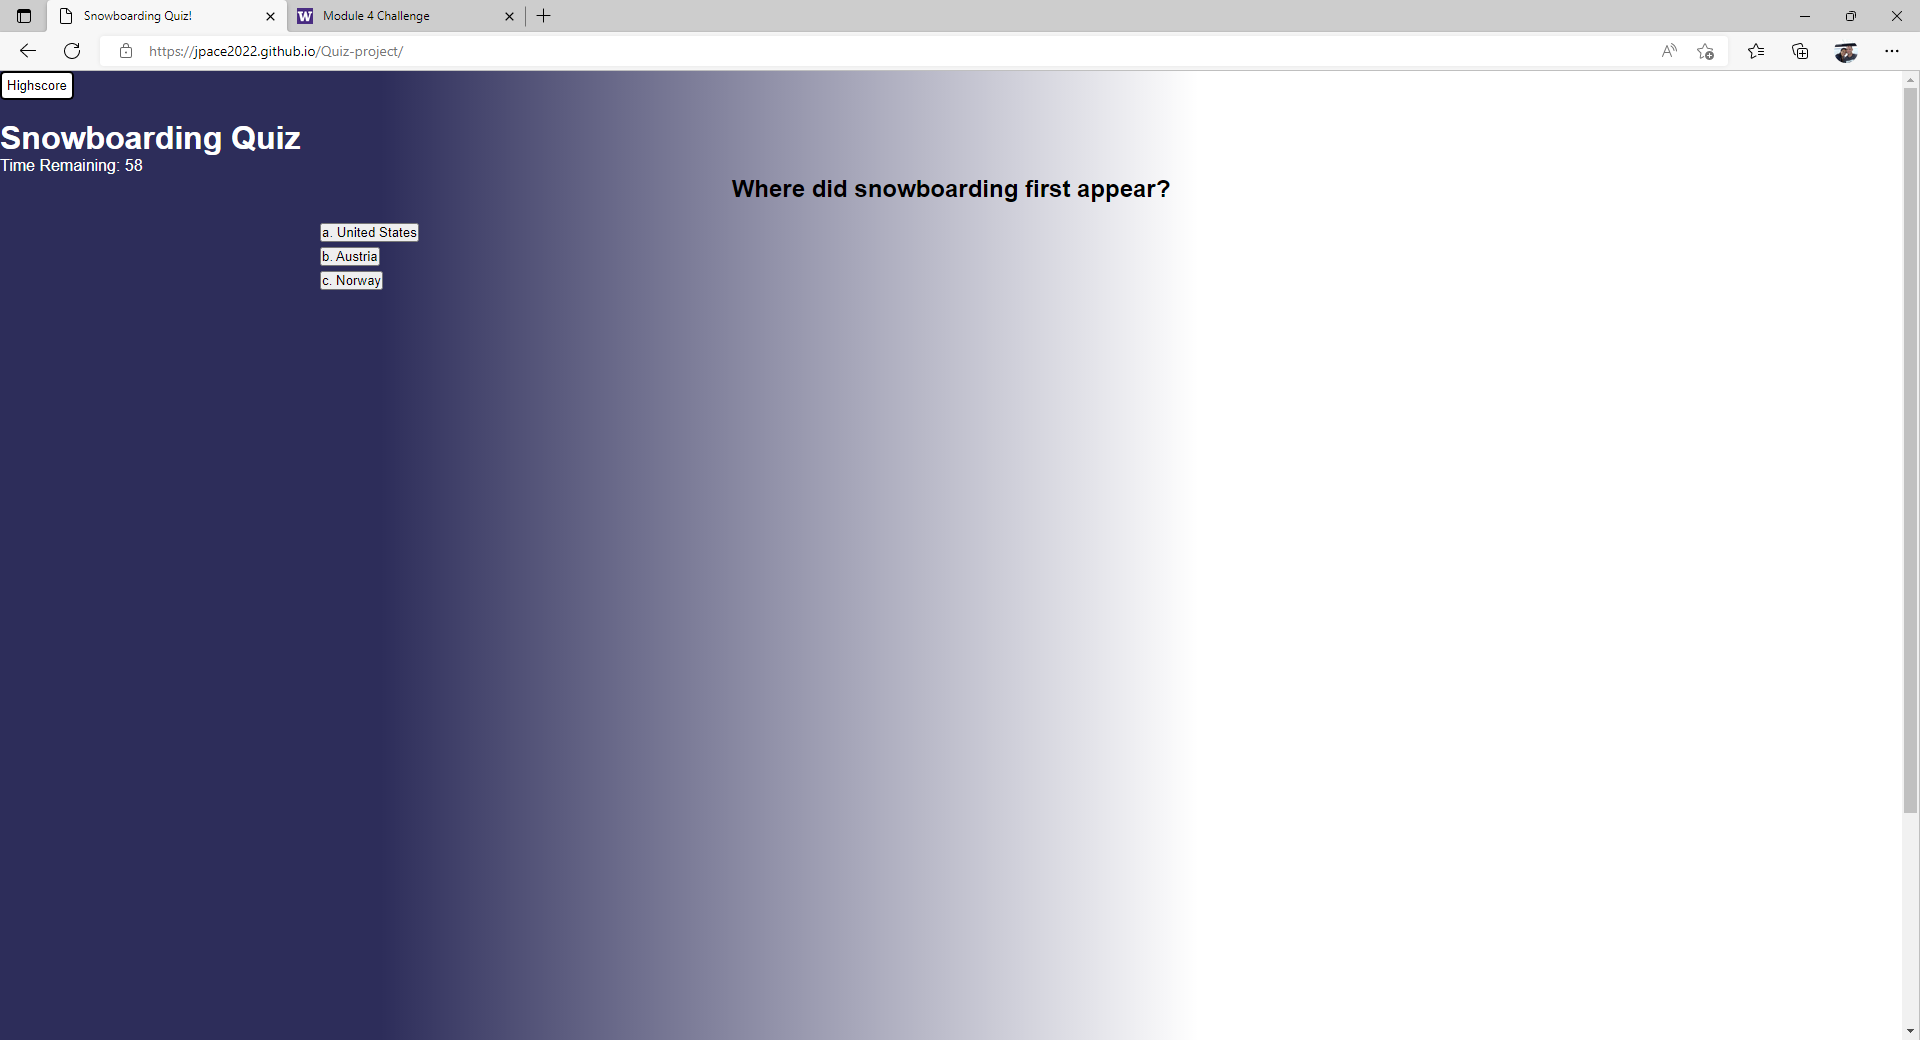 Snowboarding Quiz!
Module 4 Challenge
https://jpace2022.github.io/Quiz-project/
Highscore
Snowboarding Quiz
Time Remaining: 58
Where did snowboarding first appear?
a. United States
b. Austria
c. Norway